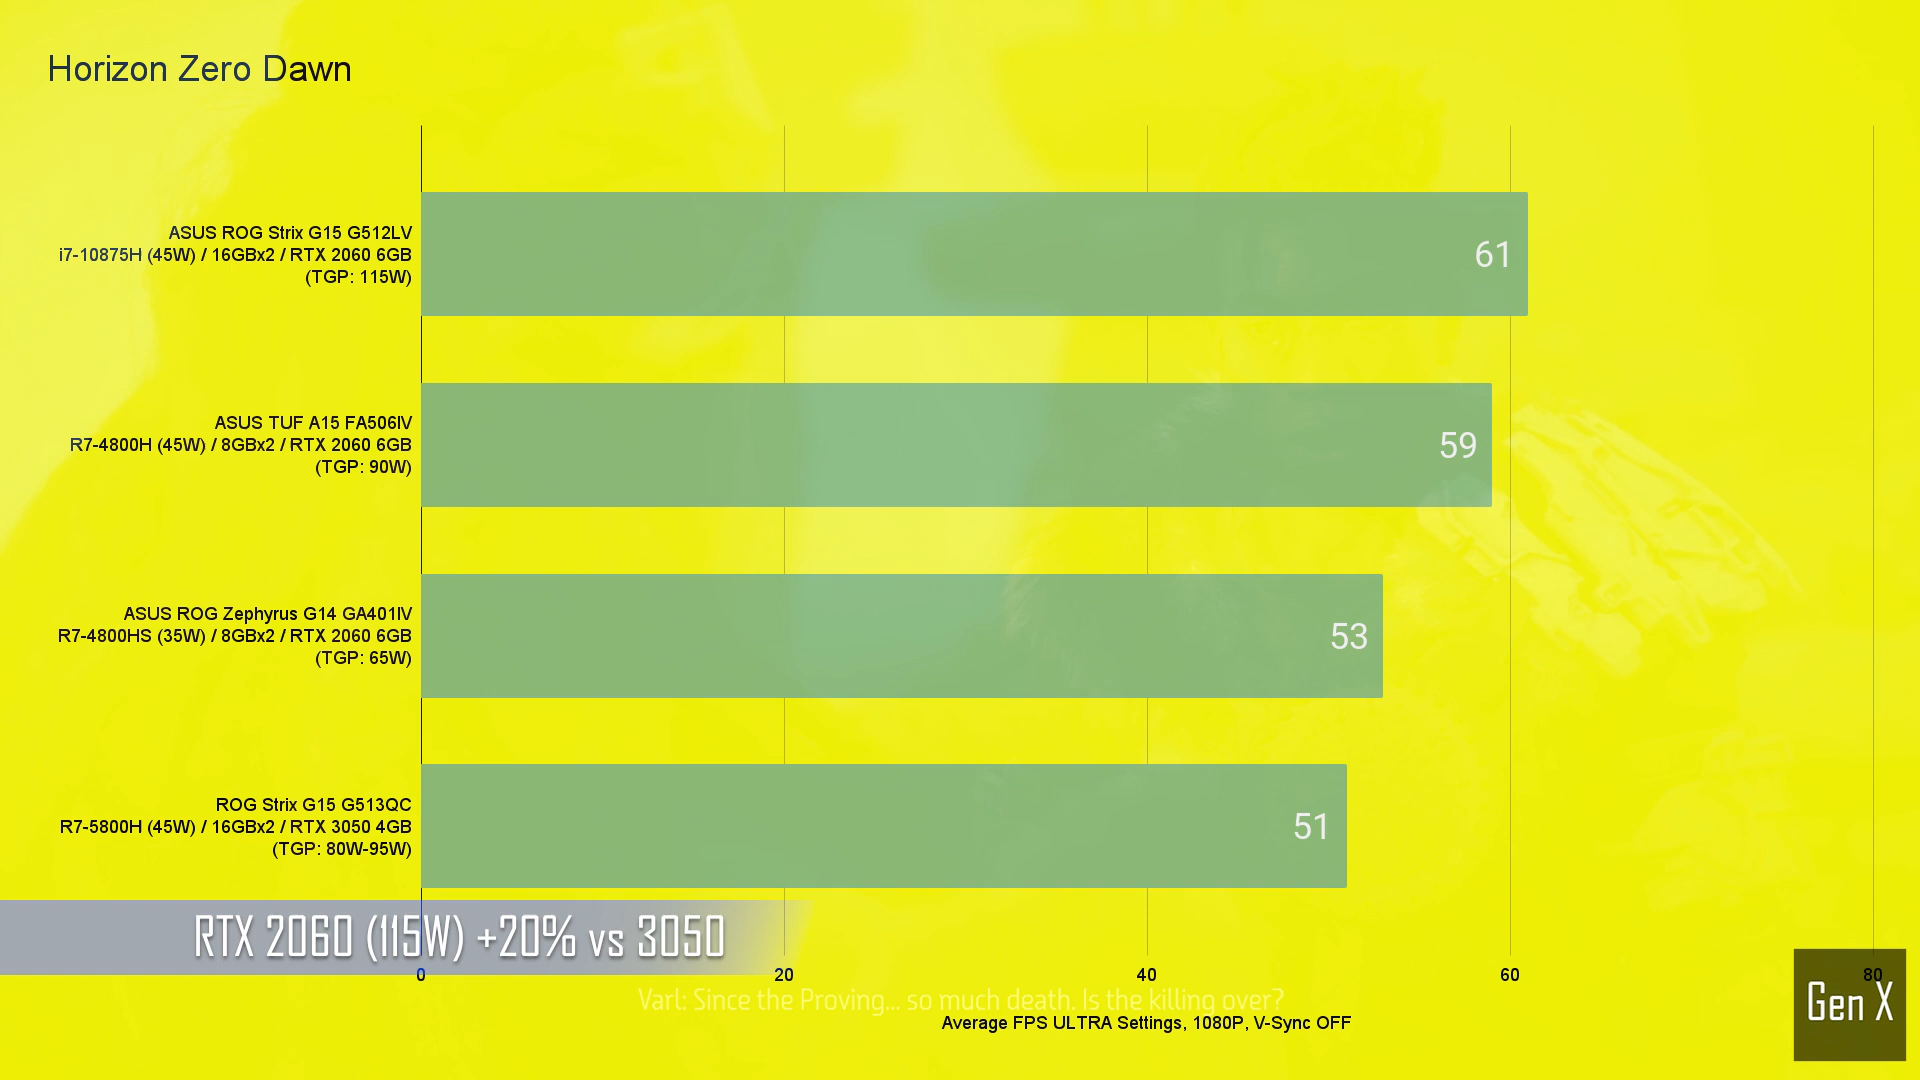 Horizon Zero Dawn
ASUS ROG Strix G15 G512LV
i7-10875H (45W) / 16GBx2 / RTX 2060 6GB
(TGP: 115W)
61
ASUS TUF A15 FA506IV
R7-4800H (45W) / 8GBx2 / RTX 2060 6GB
(TGP: 90W)
59
ASUS ROG Zephyrus G14 GA401IV
R7-4800HS (35W) / 8GBx2 / RTX 2060 6GB
(TGP: 65W)
53
ROG Strix G15 G513QC
R7-5800H (45W) / 16GBx2 / RTX 3050 4GB
(TGP: 80W-95W)
51
RTX 2060 (115W) +20% vs 3050
0 20 40 60 80
Varl: Since the Proving... so much death. Is the killing over?
Average FPS ULTRA Settings, 1080P, V-Sync OFF
Gen X